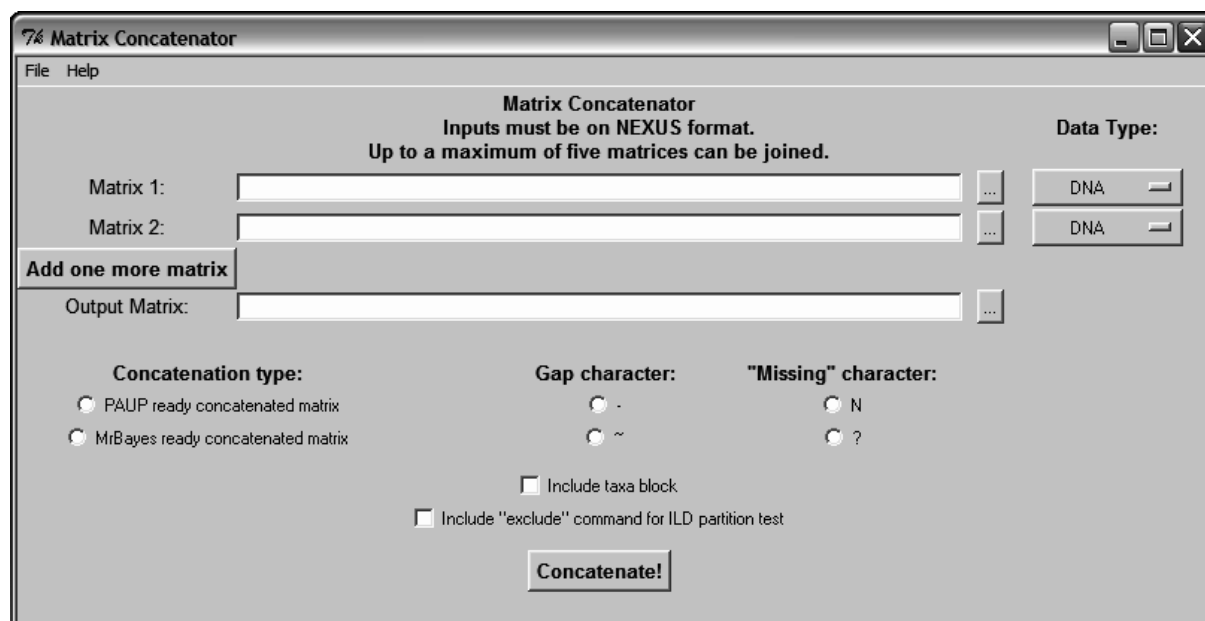 7k Matrix Concatenator
File Help
Matrix Concatenator
Inputs must be on NEXUS format.
Data Type:
Up to a maximum of five matrices can be joined.
Matrix 1: ... DNA
Matrix 2: ... DNA
Add one more matrix
Output Matrix: ...
Concatenation type: Gap character: "Missing" character:
PAUP ready concatenated matrix - N
MrBayes ready concatenated matrix ~ ?
Include taxa block
Include "exclude" command for ILD partition test
Concatenate!